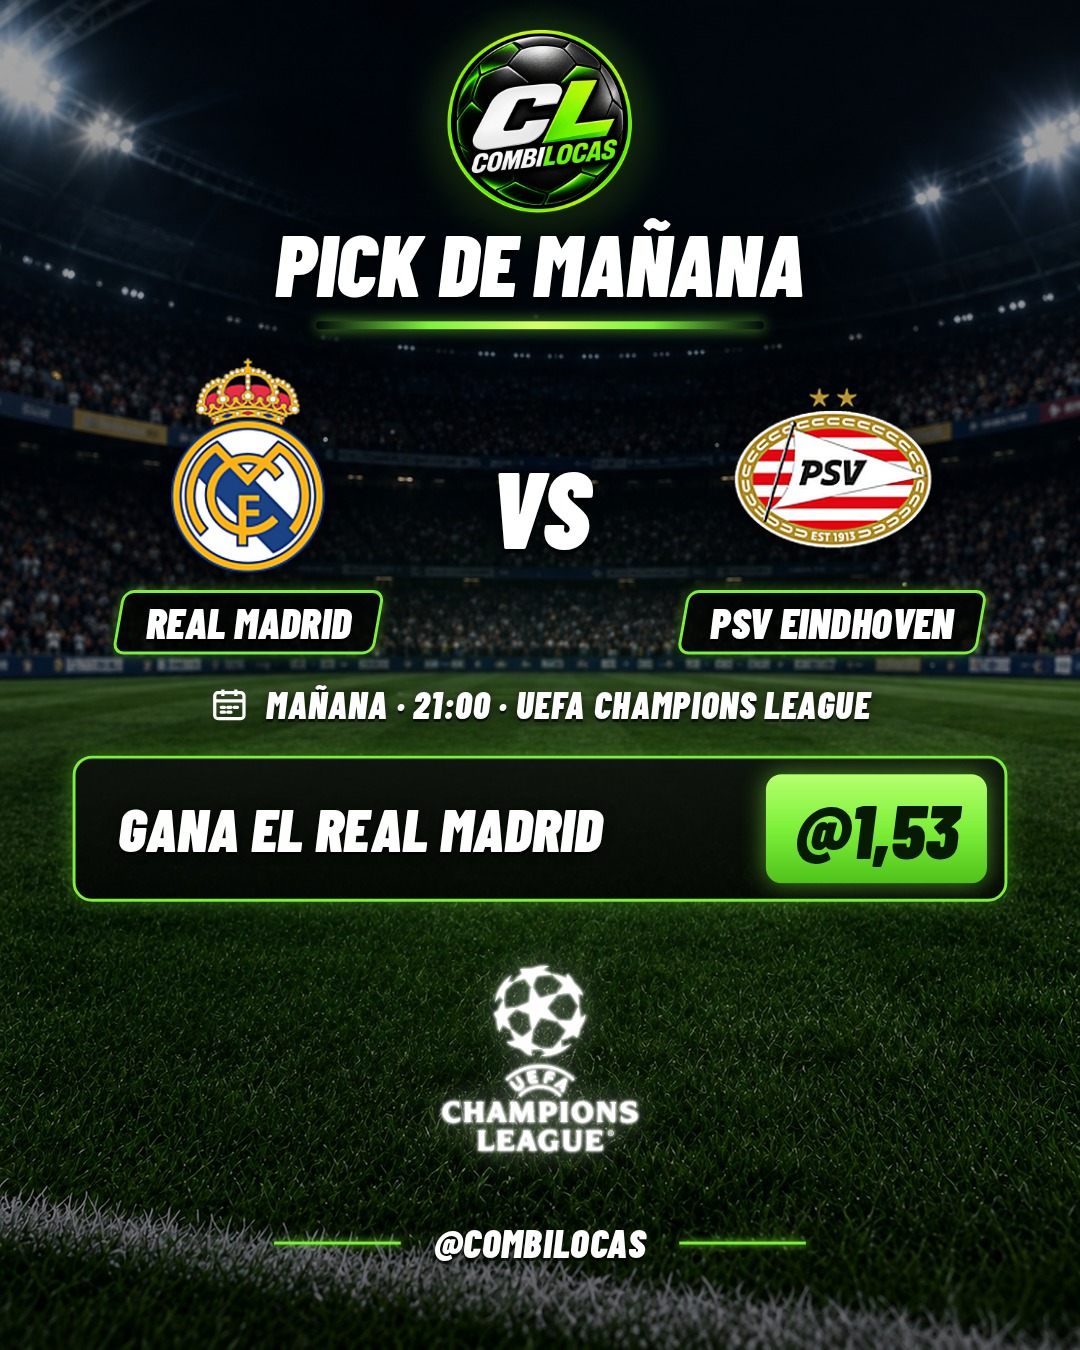 CL
COMBILOCAS
PICK DE MAÑANA
VS
PSV
EST 1913
REAL MADRID
PSV EINDHOVEN
MAÑANA · 21:00 · UEFA CHAMPIONS LEAGUE
GANA EL REAL MADRID
@1,53
UEFA
CHAMPIONS
LEAGUE
@COMBILOCAS